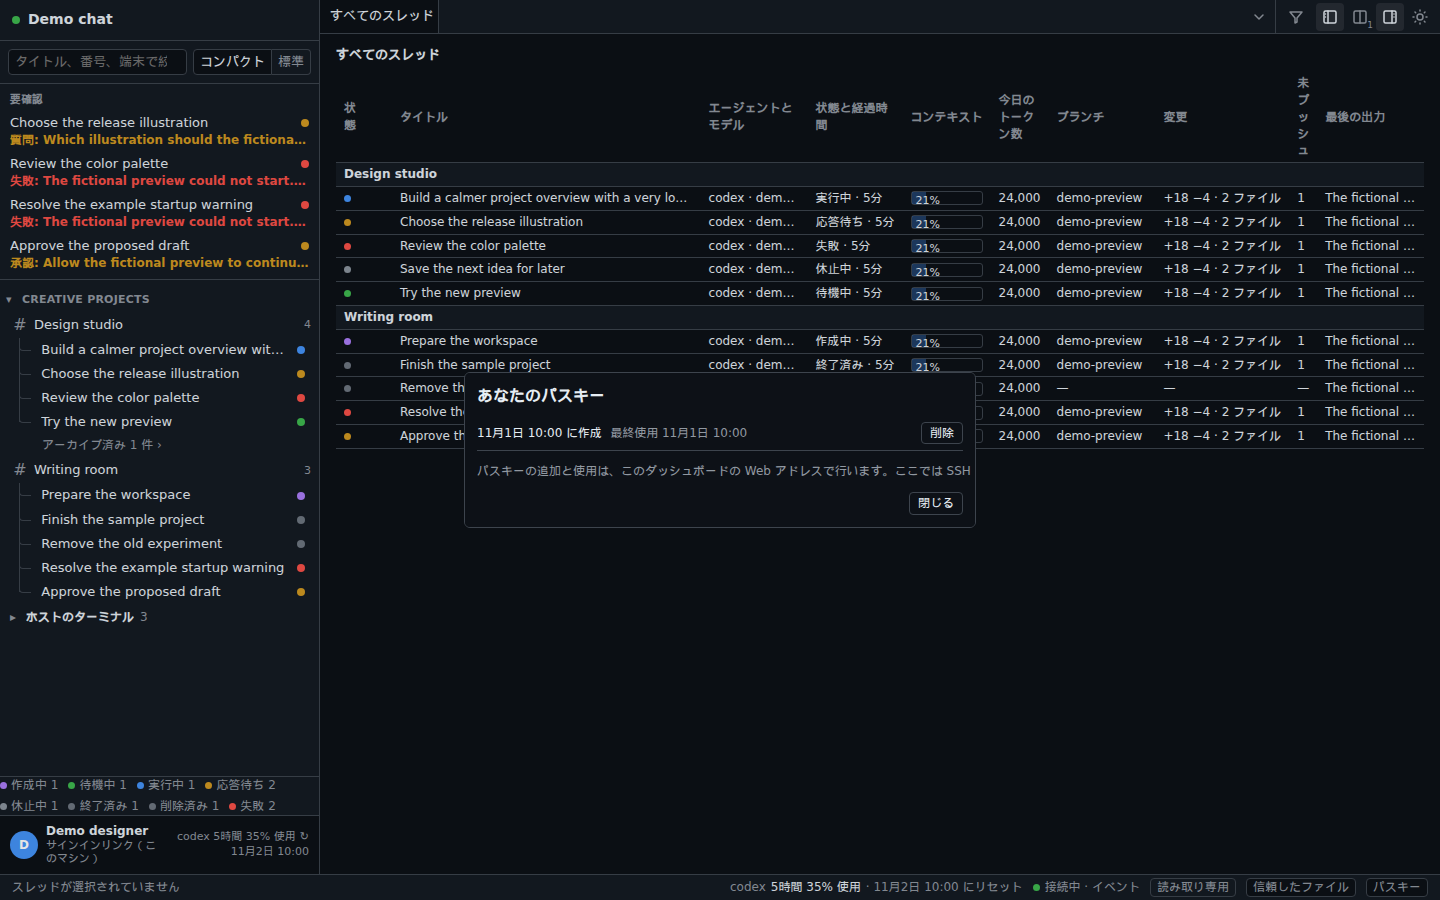 Demo chat
タイトル、番号、端末で絞
コンパクト
標準
要確認
Choose the release illustration
質問: Which illustration should the fictiona…
Review the color palette
失敗: The fictional preview could not start.…
Resolve the example startup warning
失敗: The fictional preview could not start.…
Approve the proposed draft
承認: Allow the fictional preview to continu…
CREATIVE PROJECTS
# Design studio 4
Build a calmer project overview wit…
Choose the release illustration
Review the color palette
Try the new preview
アーカイブ済み 1 件 ›
# Writing room 3
Prepare the workspace
Finish the sample project
Remove the old experiment
Resolve the example startup warning
Approve the proposed draft
ホストのターミナル 3
作成中 1 待機中 1 実行中 1 応答待ち 2
休止中 1 終了済み 1 削除済み 1 失敗 2
D
Demo designer
サインインリンク ( こ
のマシン )
codex 5時間 35% 使用 ↻
11月2日 10:00
すべてのスレッド
1
すべてのスレッド
状態 タイトル エージェントとモデル 状態と経過時間 コンテキスト 今日のトークン数 ブランチ 変更 未プッシュ 最後の出力
Design studio
Build a calmer project overview with a very lo… codex · dem… 実行中 · 5分 21% 24,000 demo-preview +18 −4 · 2 ファイル 1 The fictional …
Choose the release illustration codex · dem… 応答待ち · 5分 21% 24,000 demo-preview +18 −4 · 2 ファイル 1 The fictional …
Review the color palette codex · dem… 失敗 · 5分 21% 24,000 demo-preview +18 −4 · 2 ファイル 1 The fictional …
Save the next idea for later codex · dem… 休止中 · 5分 21% 24,000 demo-preview +18 −4 · 2 ファイル 1 The fictional …
Try the new preview codex · dem… 待機中 · 5分 21% 24,000 demo-preview +18 −4 · 2 ファイル 1 The fictional …
Writing room
Prepare the workspace codex · dem… 作成中 · 5分 21% 24,000 demo-preview +18 −4 · 2 ファイル 1 The fictional …
Finish the sample project codex · dem… 終了済み · 5分 21% 24,000 demo-preview +18 −4 · 2 ファイル 1 The fictional …
Remove th 24,000 — — — The fictional …
Resolve the 24,000 demo-preview +18 −4 · 2 ファイル 1 The fictional …
Approve th 24,000 demo-preview +18 −4 · 2 ファイル 1 The fictional …
あなたのパスキー
11月1日 10:00 に作成 最終使用 11月1日 10:00 削除
パスキーの追加と使用は、このダッシュボードの Web アドレスで行います。ここでは SSH
閉じる
スレッドが選択されていません
codex 5時間 35% 使用 · 11月2日 10:00 にリセット 接続中 · イベント 読み取り専用 信頼したファイル パスキー